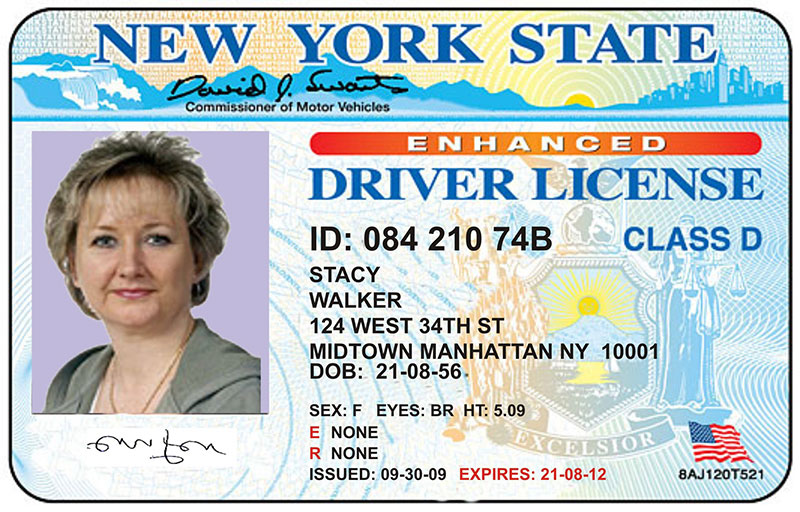 NEW YORK STATE
David J. Swarts
Commissioner of Motor Vehicles
ENHANCED
DRIVER LICENSE
ID: 084 210 74B CLASS D
STACY
WALKER
124 WEST 34TH ST
MIDTOWN MANHATTAN NY 10001
DOB: 21-08-56
SEX: F EYES: BR HT: 5.09
E NONE
R NONE
ISSUED: 09-30-09 EXPIRES: 21-08-12
EXCELSIOR
8AJ120T521